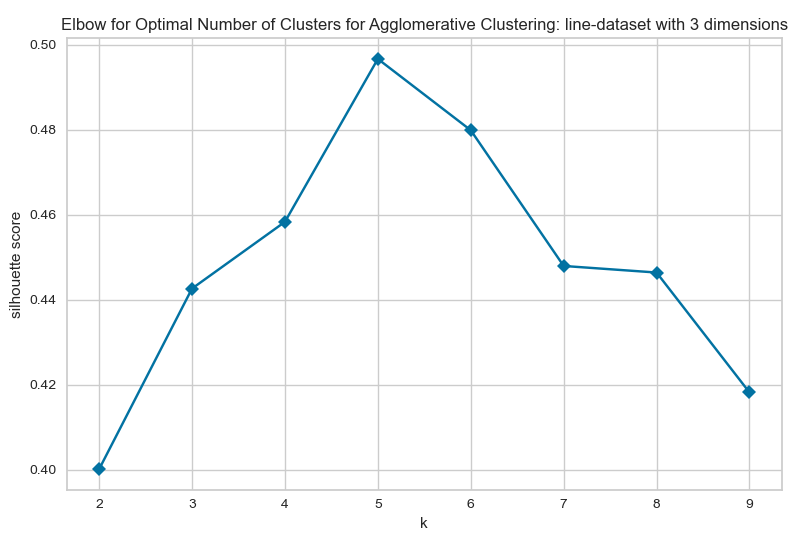 Elbow for Optimal Number of Clusters for Agglomerative Clustering: line-dataset with 3 dimensions
0.50
0.48
0.46
0.44
0.42
0.40
silhouette score
2 3 4 5 6 7 8 9
k